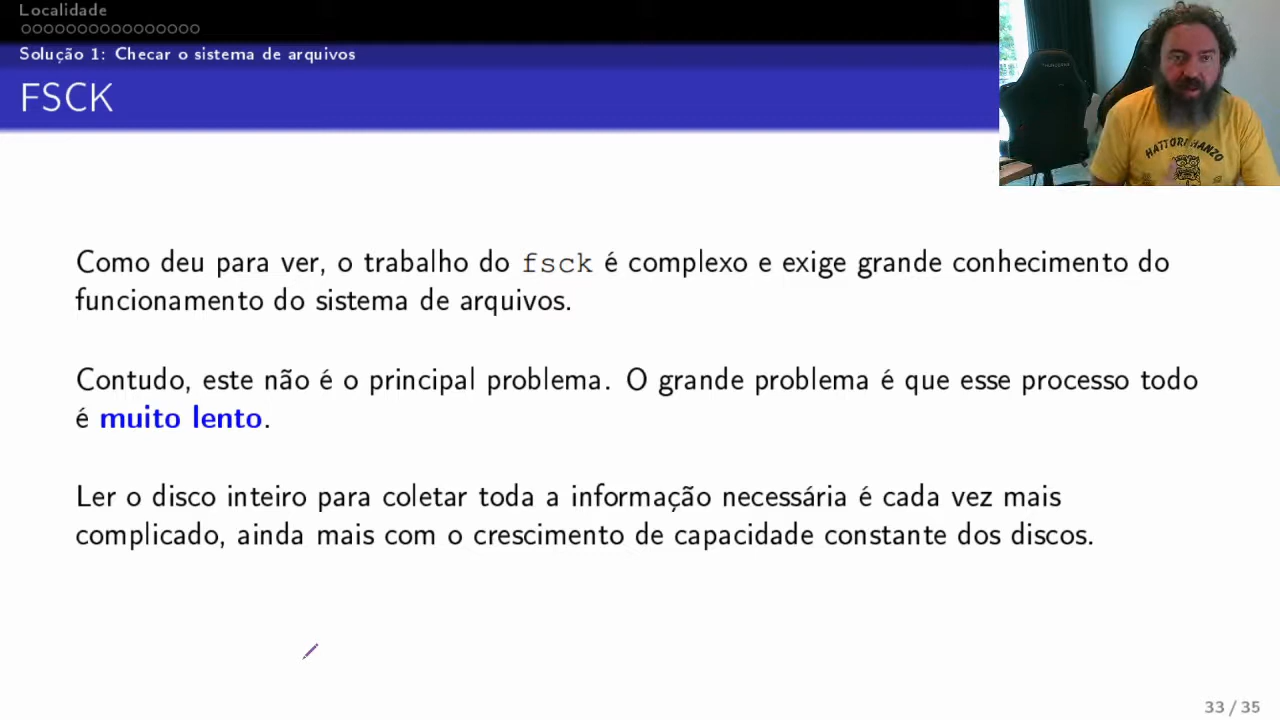 Localidade
Solução 1: Checar o sistema de arquivos
FSCK
HATTORI HANZO
Como deu para ver, o trabalho do fsck é complexo e exige grande conhecimento do
funcionamento do sistema de arquivos.
Contudo, este não é o principal problema. O grande problema é que esse processo todo
é muito lento.
Ler o disco inteiro para coletar toda a informação necessária é cada vez mais
complicado, ainda mais com o crescimento de capacidade constante dos discos.
33 / 35